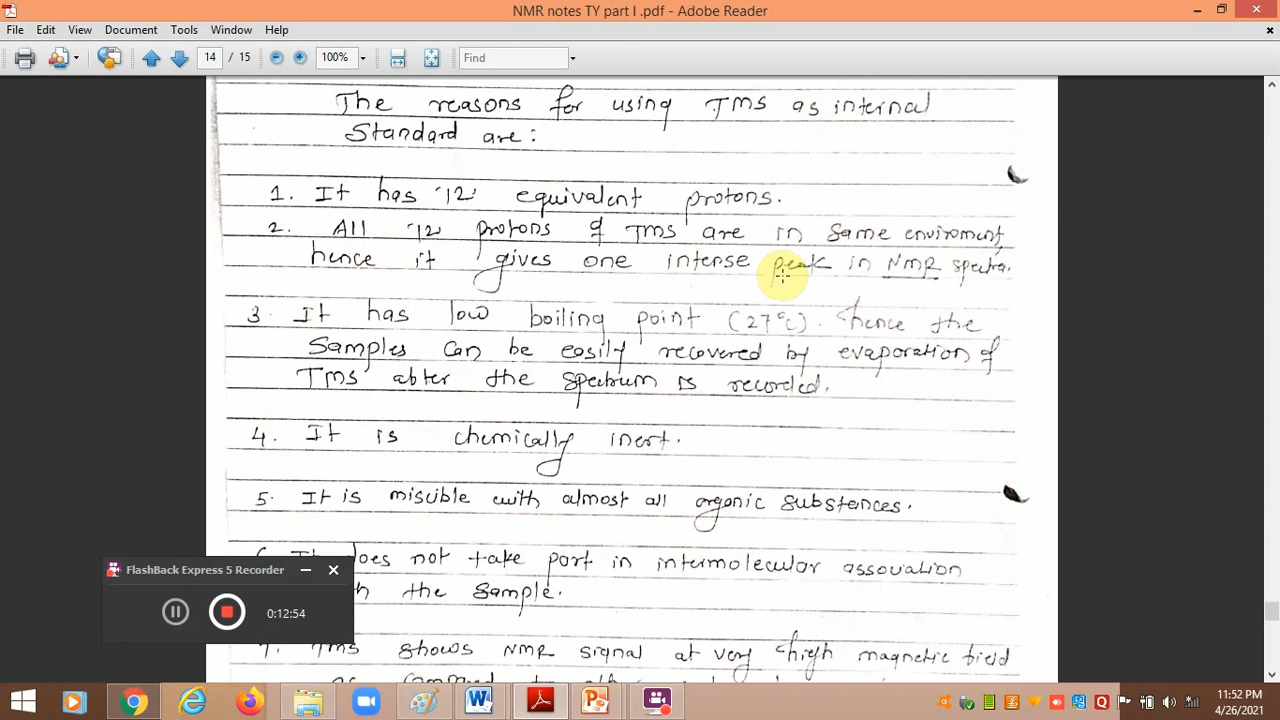 NMR notes TY part I .pdf - Adobe Reader
File Edit View Document Tools Window Help
14 / 15 100% Find
The reasons for using TMS as internal
Standard are:
1. It has '12' equivalent protons.
2. All '12 protons of TMS are in same enviroment,
hence it gives one intense peak in NMR spectra.
3. It has low boiling point (27°C). hence the
Samples can be easily recovered by evaporation of
TMS after the spectrum is recorded.
4. It is chemically inert.
5. It is miscible with almost all organic substances.
does not take part in intermolecular
the sample.
FlashBack Express 5 Recorder
0:12:54
7. TMS shows NMR signal at very high magnetic field
11:52 PM
4/26/2021